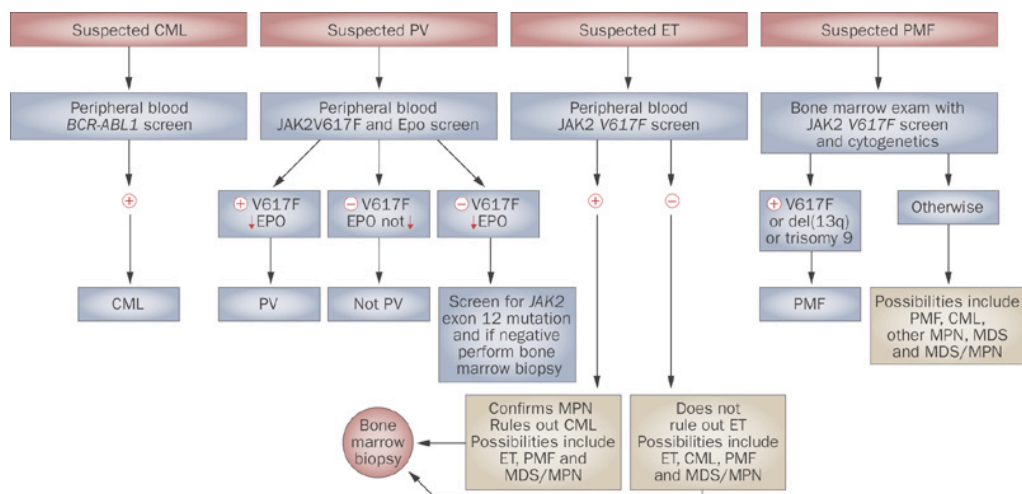 Suspected CML
Suspected PV
Suspected ET
Suspected PMF
Peripheral blood
BCR-ABL1 screen
Peripheral blood
JAK2V617F and Epo screen
Peripheral blood
JAK2 V617F screen
Bone marrow exam with
JAK2 V617F screen
and cytogenetics
+
+ V617F
↓EPO
− V617F
EPO not ↓
− V617F
↓EPO
+
−
+ V617F
or del(13q)
or trisomy 9
Otherwise
CML
PV
Not PV
Screen for JAK2
exon 12 mutation
and if negative
perform bone
marrow biopsy
PMF
Possibilities include
PMF, CML,
other MPN, MDS
and MDS/MPN
Bone
marrow
biopsy
Confirms MPN
Rules out CML
Possibilities include
ET, PMF and
MDS/MPN
Does not
rule out ET
Possibilities include
ET, CML, PMF
and MDS/MPN